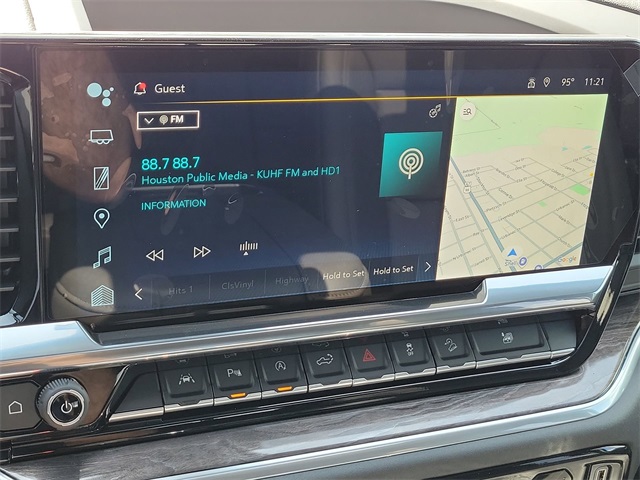 Guest
95° 11:21
FM
88.7 88.7
Houston Public Media - KUHF FM and HD1
INFORMATION
Hits 1 ClsVinyl Highway Hold to Set Hold to Set